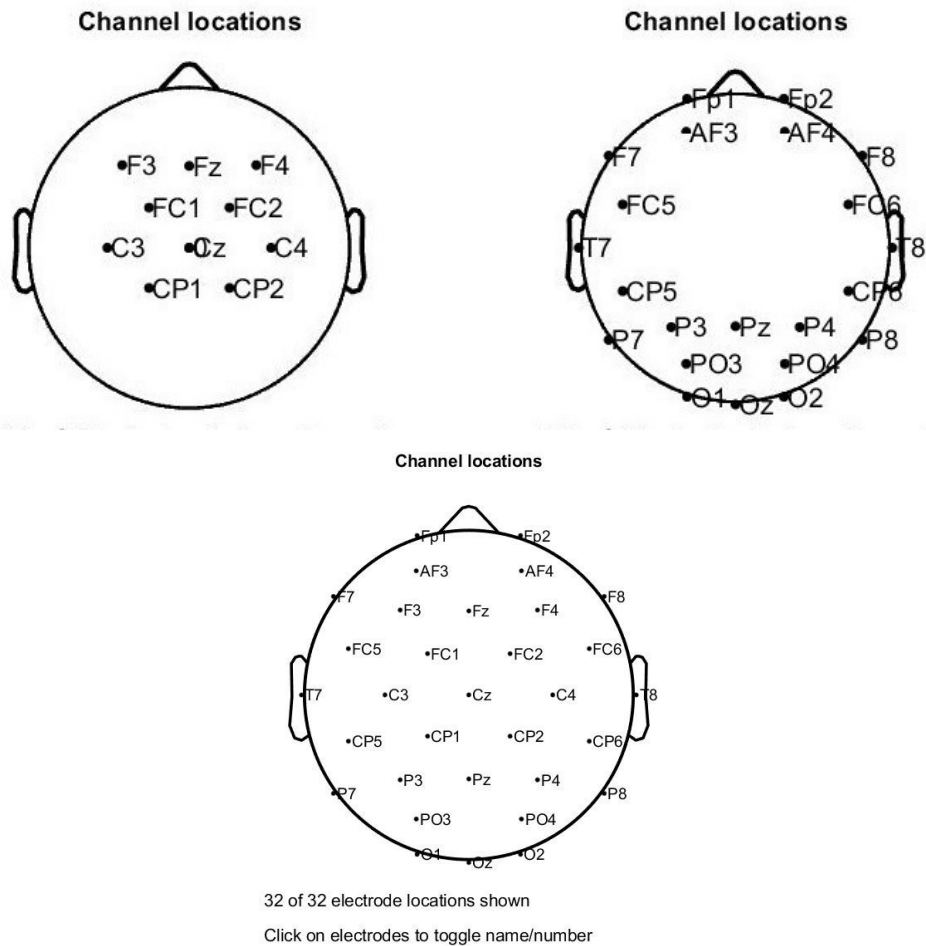 Channel locations
F3 Fz F4
FC1 FC2
C3 Cz C4
CP1 CP2
Channel locations
Fp1 Fp2
AF3 AF4
F7 F8
FC5 FC6
T7 T8
CP5 CP6
P3 Pz P4
P7 P8
PO3 PO4
O1 Oz O2
Channel locations
Fp1 Fp2
AF3 AF4
F7 F8
F3 Fz F4
FC5 FC6
FC1 FC2
T7 C3 Cz C4 T8
CP1 CP2
CP5 CP6
P3 Pz P4
P7 P8
PO3 PO4
O1 Oz O2
32 of 32 electrode locations shown
Click on electrodes to toggle name/number